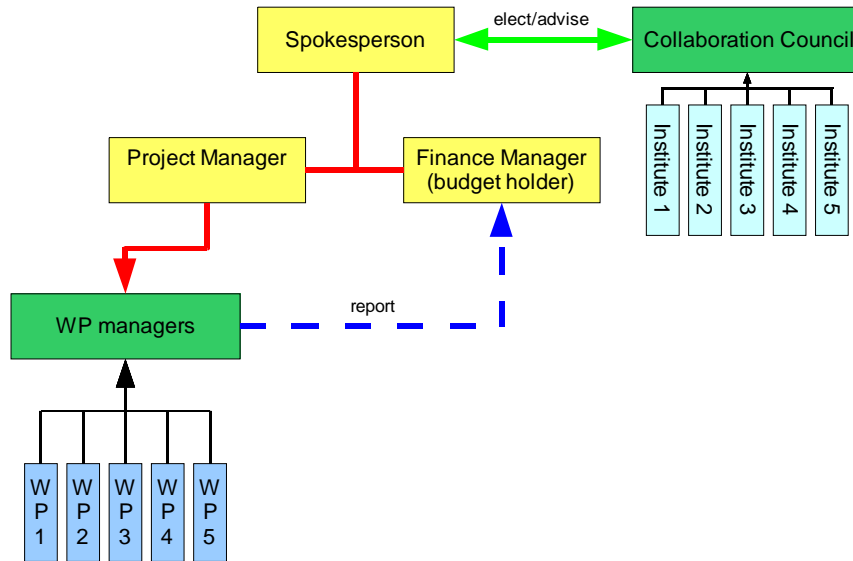 elect/advise
Spokesperson
Collaboration Council
Institute 1
Institute 2
Institute 3
Institute 4
Institute 5
Project Manager
Finance Manager
(budget holder)
WP managers
report
W
P
1
W
P
2
W
P
3
W
P
4
W
P
5